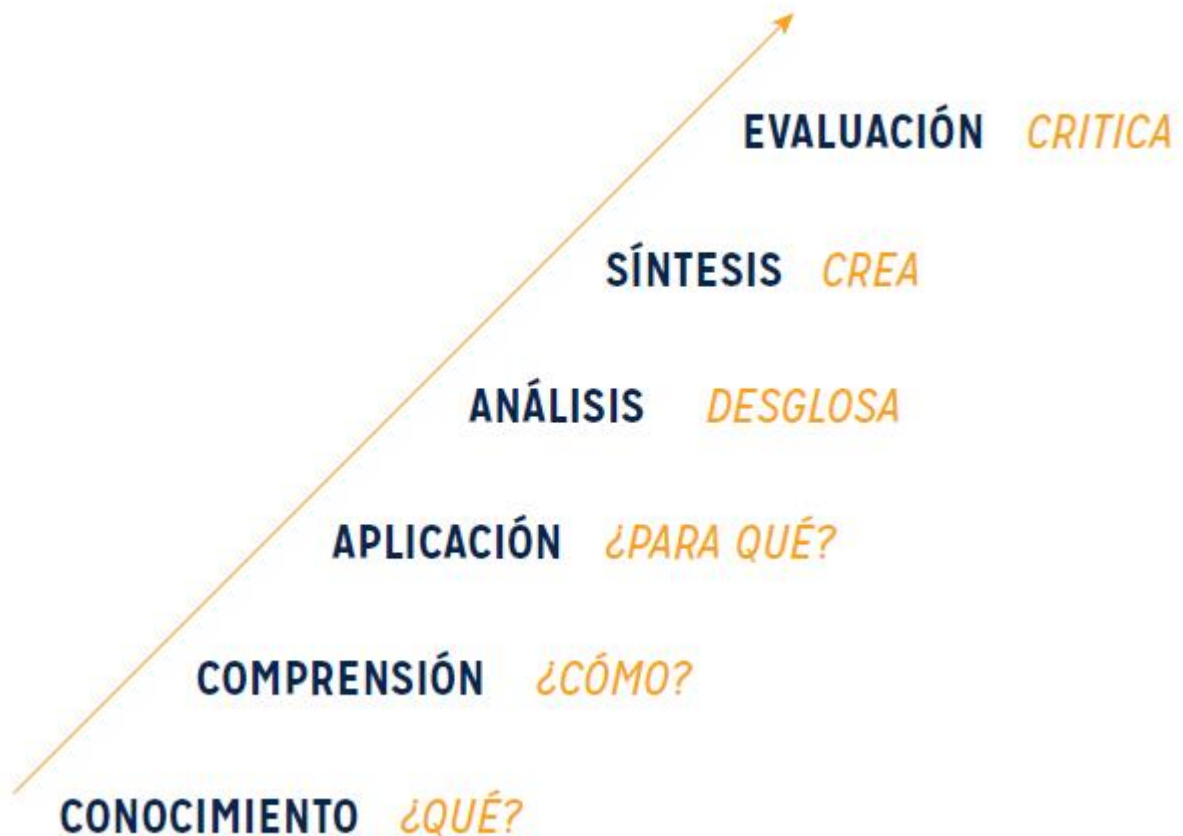 EVALUACIÓN CRITICA
SÍNTESIS CREA
ANÁLISIS DESGLOSA
APLICACIÓN ¿PARA QUÉ?
COMPRENSIÓN ¿CÓMO?
CONOCIMIENTO ¿QUÉ?